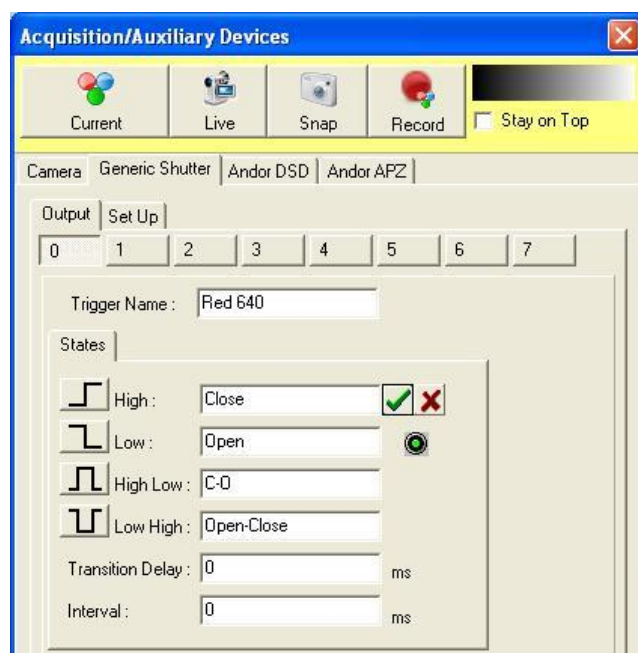 Acquisition/Auxiliary Devices
Current Live Snap Record Stay on Top
Camera Generic Shutter Andor DSD Andor APZ
Output Set Up
0 1 2 3 4 5 6 7
Trigger Name : Red 640
States
High : Close
Low : Open
High Low : C-O
Low High : Open-Close
Transition Delay : 0 ms
Interval : 0 ms